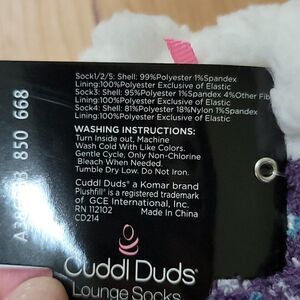 Sock1/2/5: Shell: 99%Polyester 1%Spandex
Lining:100%Polyester Exclusive of Elastic
Sock3: Shell: 95%Polyester 1%Spandex 4%Other Fib
Lining:100%Polyester Exclusive of Elastic
Sock4: Shell: 81%Polyester 18%Nylon 1%Spandex
Lining:100%Polyester Exclusive of Elastic
WASHING INSTRUCTIONS:
Turn Inside out, Machine
Wash Cold With Like Colors,
Gentle Cycle, Only Non-Chlorine
Bleach When Needed.
Tumble Dry Low. Do Not Iron.
Cuddl Duds® a Komar brand
Plushfill® is a registered trademark
of GCE International, Inc.
RN 112102 Made In China
CD214
Cuddl Duds®
Lounge Socks
850 668